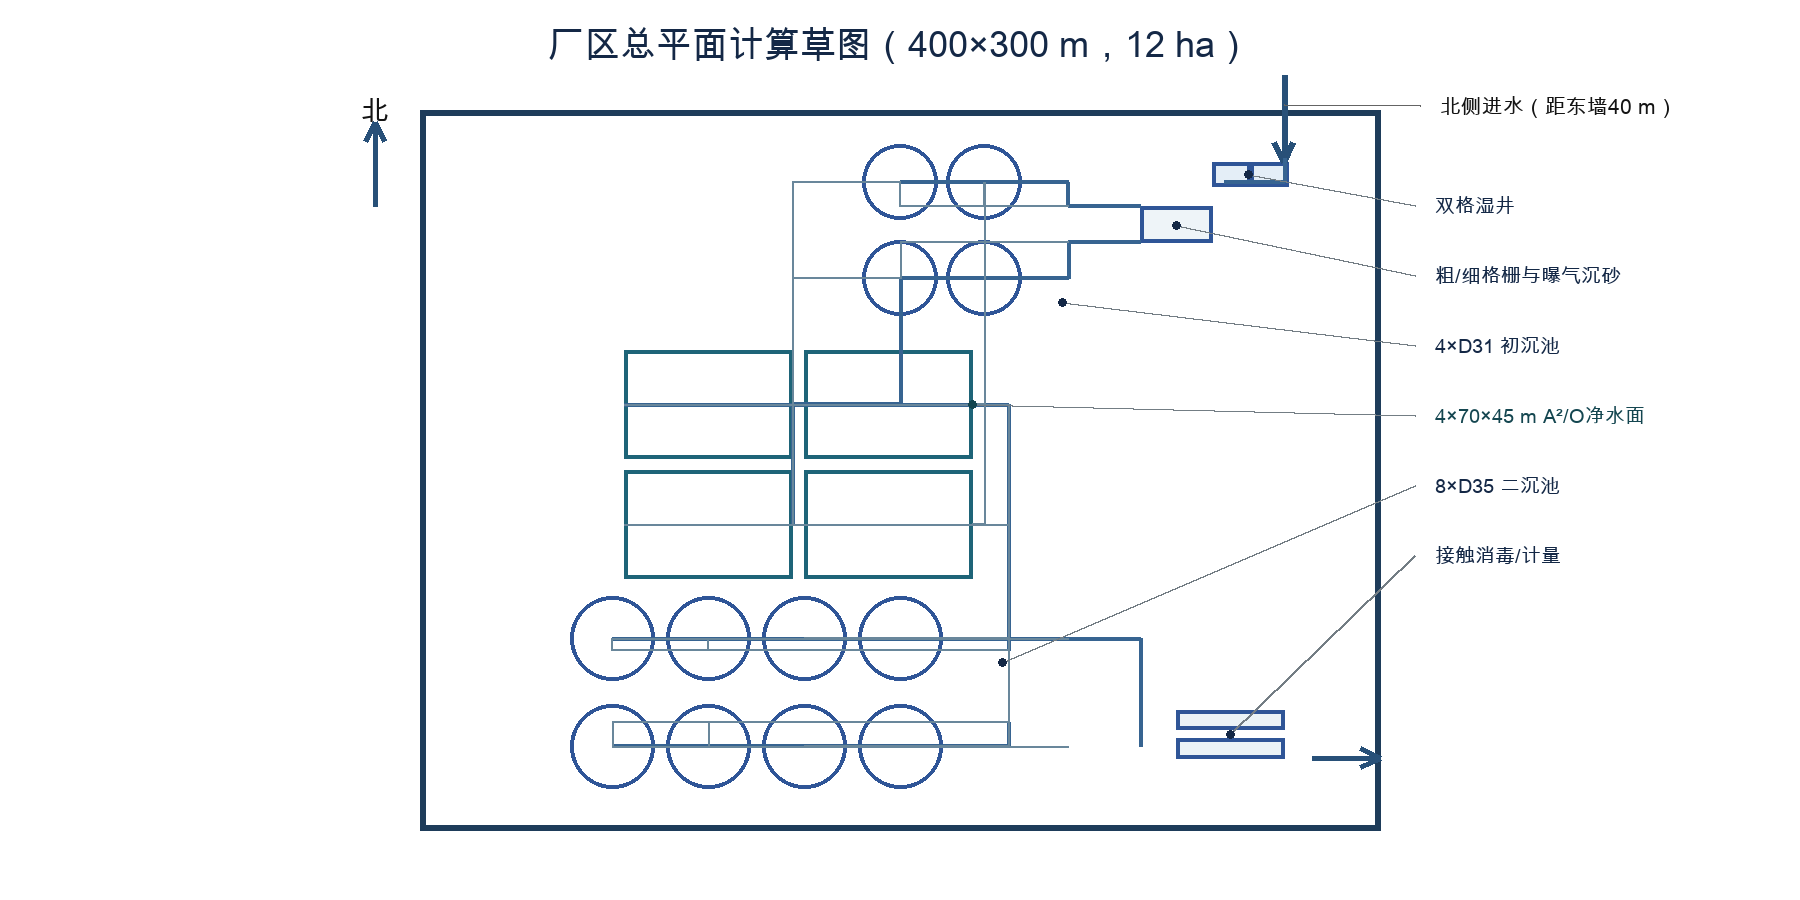 厂区总平面计算草图（400×300 m，12 ha）
北
北侧进水（距东墙40 m）
双格湿井
粗/细格栅与曝气沉砂
4×D31 初沉池
4×70×45 m A²/O净水面
8×D35 二沉池
接触消毒/计量